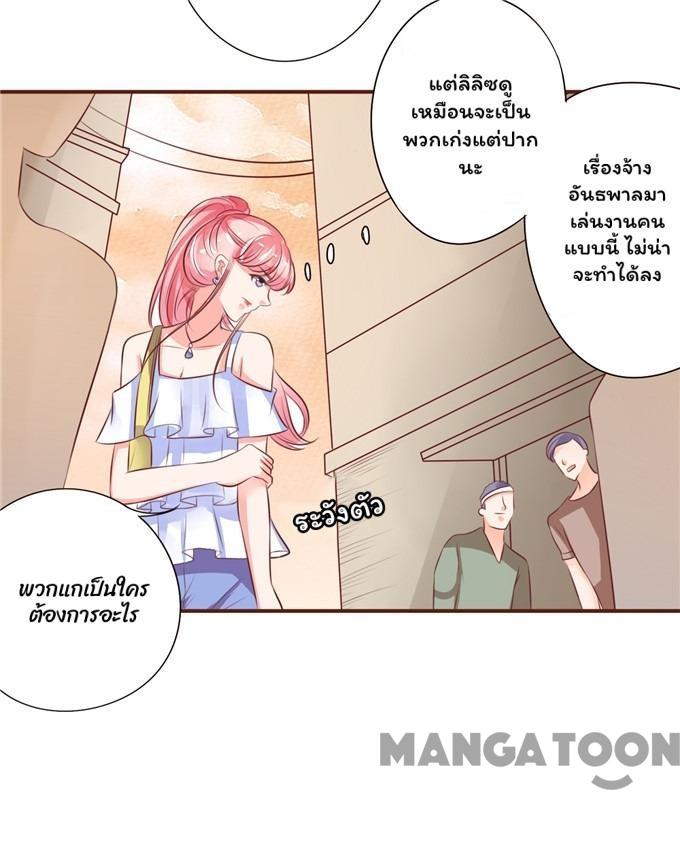 แต่ลิลิซดู
เหมือนจะเป็น
พวกเก่งแต่ปาก
นะ
เรื่องจ้าง
อันธพาลมา
เล่นงานคน
แบบนี้ ไม่น่า
จะทำได้ลง
ระวังตัว
พวกแกเป็นใคร
ต้องการอะไร
MANGATOON